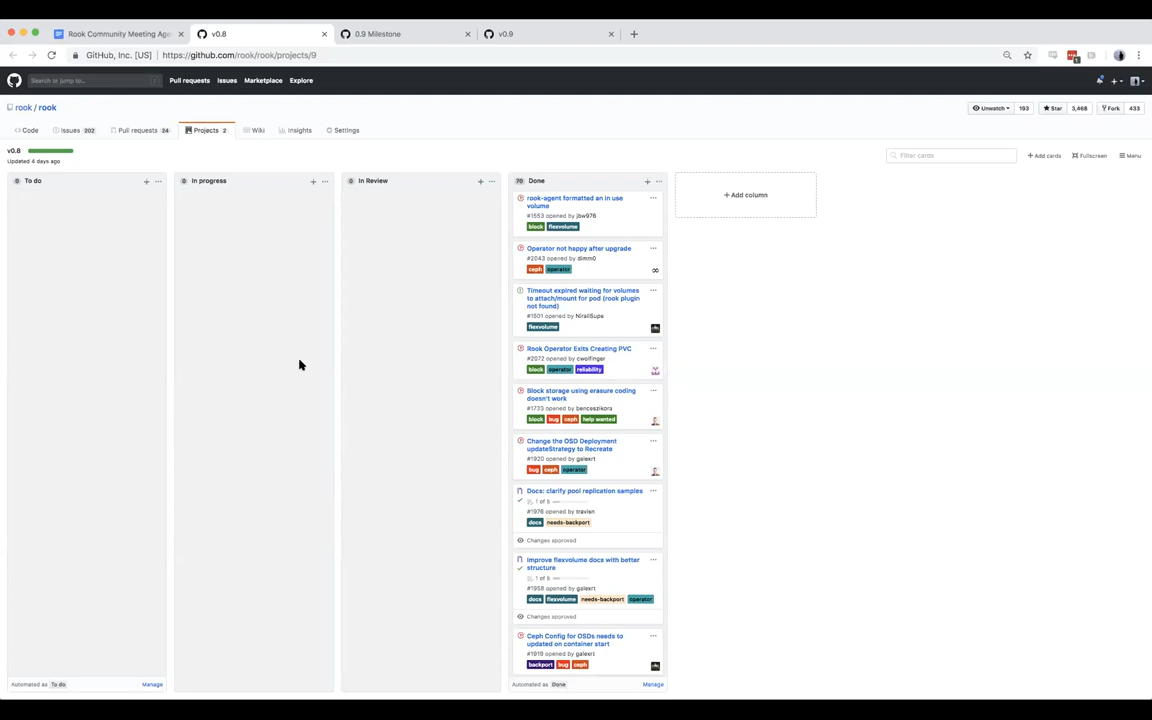 Rook Community Meeting Age
v0.8
0.9 Milestone
v0.9
GitHub, Inc. [US]
https://github.com/rook/rook/projects/9
Search or jump to...
Pull requests
Issues
Marketplace
Explore
rook / rook
Unwatch
193
Star
3,468
Fork
433
Code
Issues 202
Pull requests 24
Projects 2
Wiki
Insights
Settings
v0.8
Updated 4 days ago
Filter cards
+ Add cards
Fullscreen
Menu
0 To do
0 In progress
0 In Review
70 Done
+ Add column
rook-agent formatted an in use
volume
#1553 opened by jbw976
block flexvolume
Operator not happy after upgrade
#2043 opened by dimm0
ceph operator
Timeout expired waiting for volumes
to attach/mount for pod (rook plugin
not found)
#1501 opened by NirallSups
flexvolume
Rook Operator Exits Creating PVC
#2072 opened by cwolfinger
block operator reliability
Block storage using erasure coding
doesn't work
#1733 opened by benceszikora
block bug ceph help wanted
Change the OSD Deployment
updateStrategy to Recreate
#1920 opened by galexrt
bug ceph operator
Docs: clarify pool replication samples
1 of 5
#1976 opened by travisn
docs needs-backport
Changes approved
Improve flexvolume docs with better
structure
1 of 5
#1958 opened by galexrt
docs flexvolume needs-backport operator
Changes approved
Ceph Config for OSDs needs to
updated on container start
#1919 opened by galexrt
backport bug ceph
Automated as To do
Manage
Automated as Done
Manage